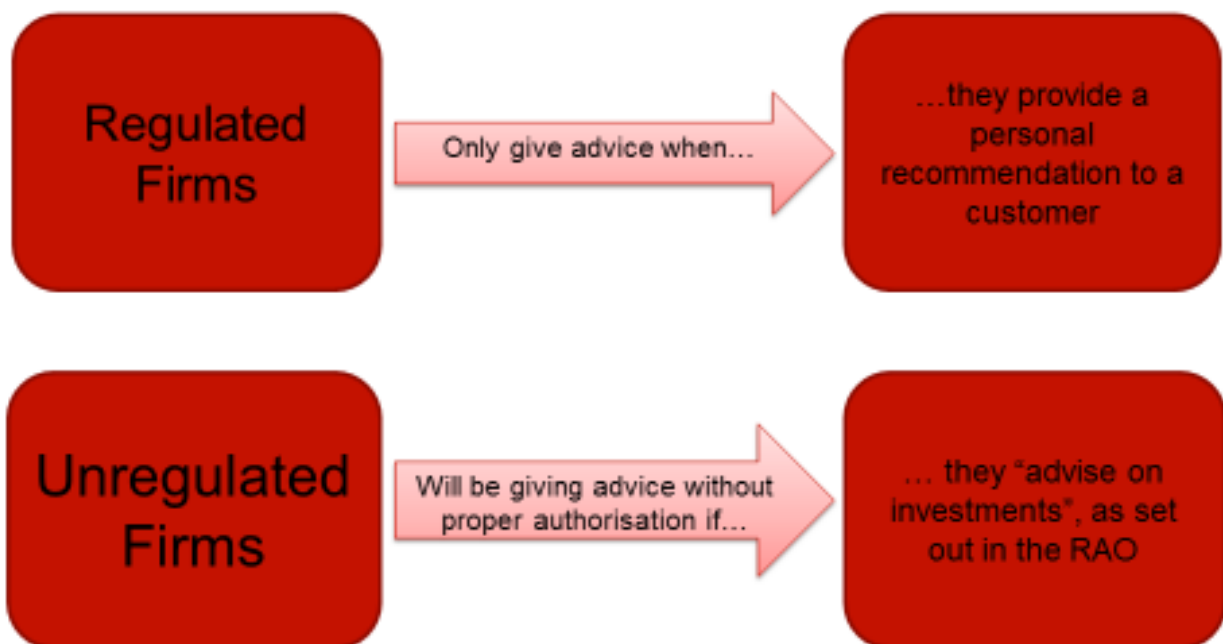 Regulated
Firms
Only give advice when…
…they provide a
personal
recommendation to a
customer
Unregulated
Firms
Will be giving advice without
proper authorisation if…
… they “advise on
investments”, as set
out in the RAO